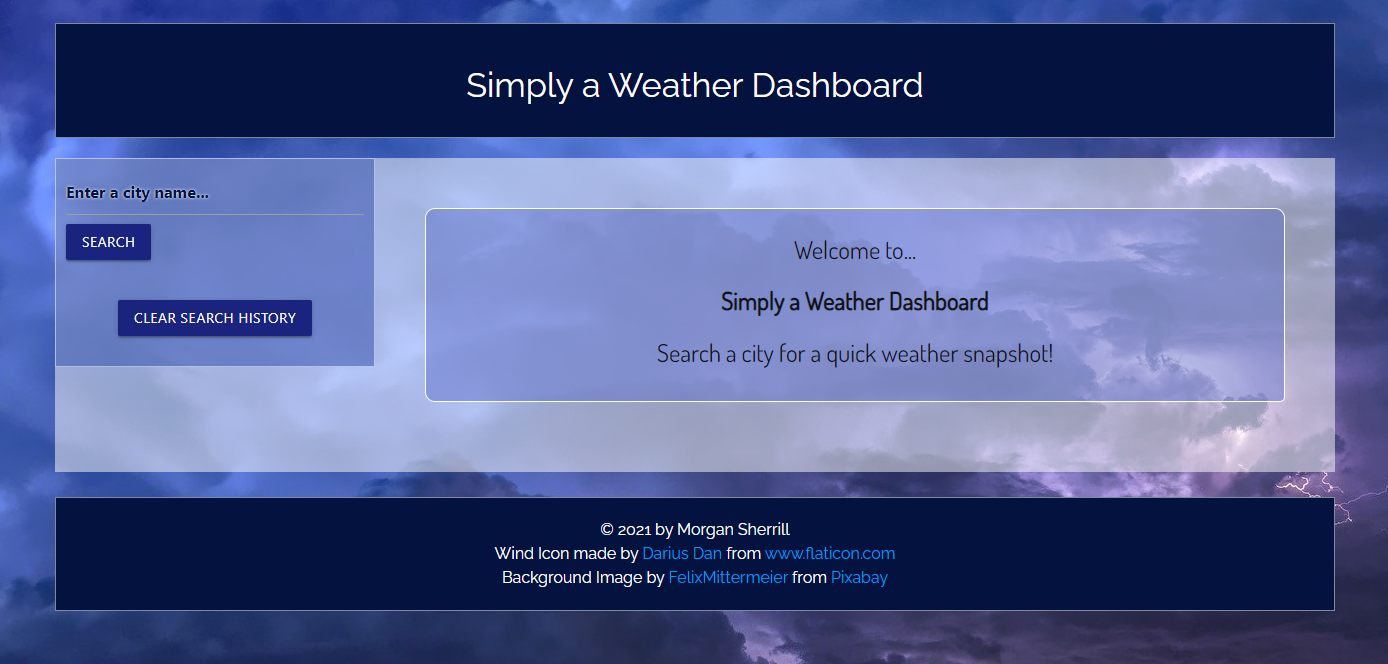 Simply a Weather Dashboard
Enter a city name...
SEARCH
CLEAR SEARCH HISTORY
Welcome to...
Simply a Weather Dashboard
Search a city for a quick weather snapshot!
© 2021 by Morgan Sherrill
Wind Icon made by Darius Dan from www.flaticon.com
Background Image by FelixMittermeier from Pixabay